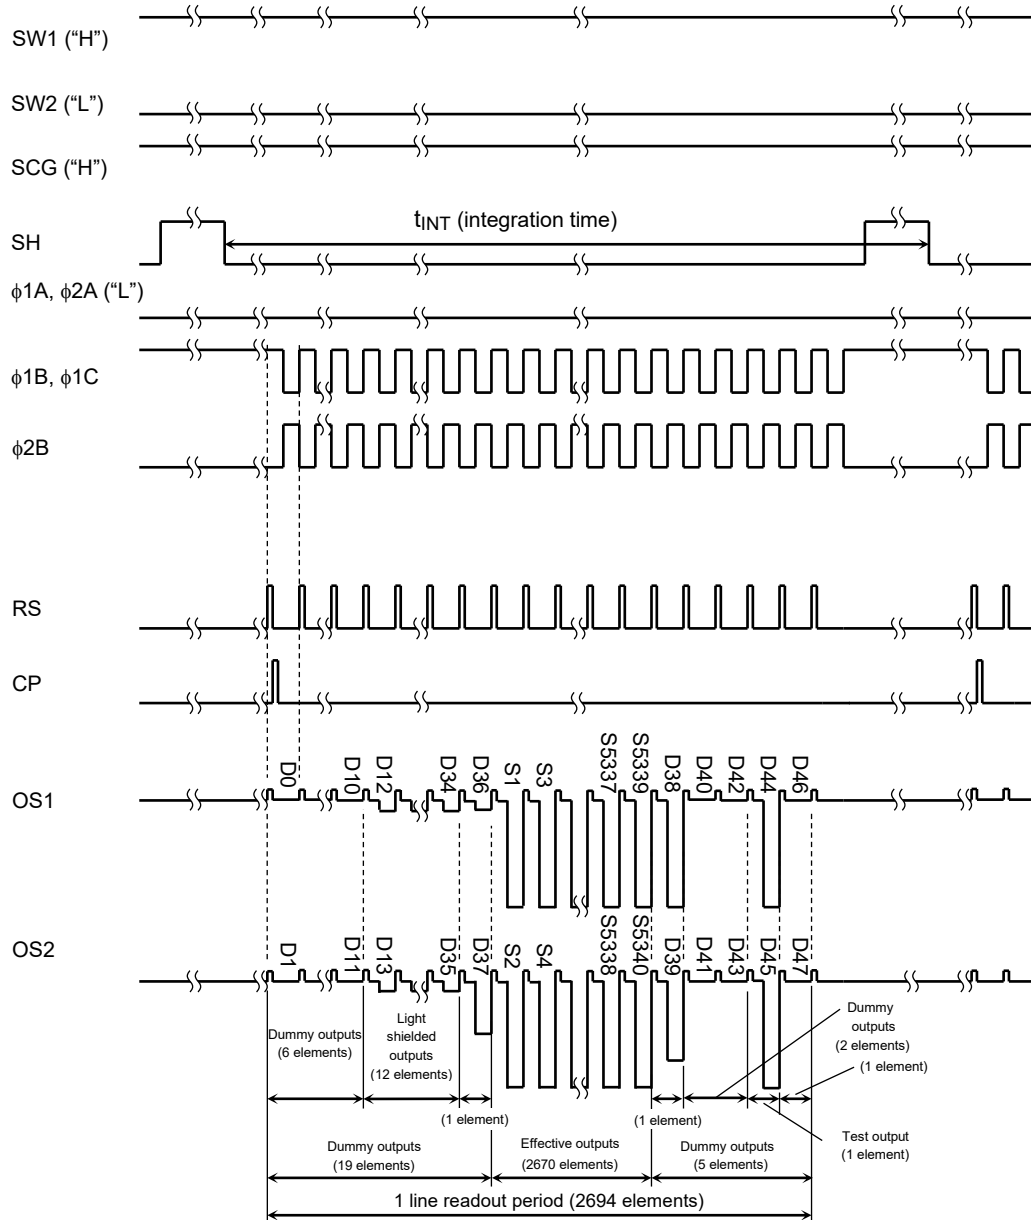 SW1 (“H”)
SW2 (“L”)
SCG (“H”)
tINT (integration time)
SH
ϕ1A, ϕ2A (“L”)
ϕ1B, ϕ1C
ϕ2B
RS
CP
OS1
D0
D10
D12
D34
D36
S1
S3
S5337
S5339
D38
D40
D42
D44
D46
OS2
D1
D11
D13
D35
D37
S2
S4
S5338
S5340
D39
D41
D43
D45
D47
Dummy outputs
(6 elements)
Light
shielded
outputs
(12 elements)
(1 element)
(1 element)
Dummy
outputs
(2 elements)
(1 element)
Test output
(1 element)
Dummy outputs
(19 elements)
Effective outputs
(2670 elements)
Dummy outputs
(5 elements)
1 line readout period (2694 elements)